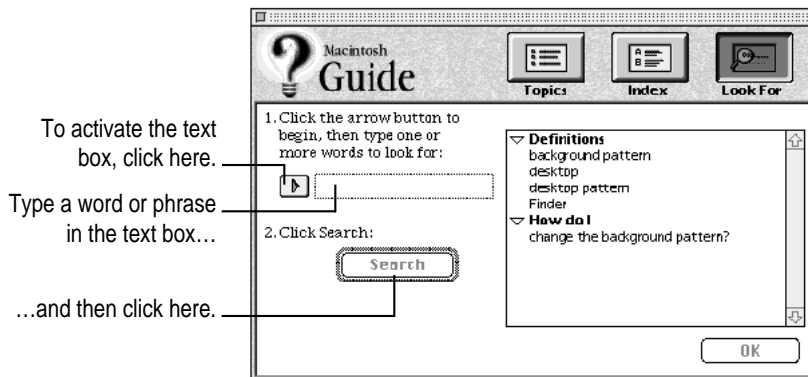 Macintosh
Guide
Topics
Index
Look For
To activate the text
box, click here.
Type a word or phrase
in the text box…
…and then click here.
1. Click the arrow button to
begin, then type one or
more words to look for:
2. Click Search:
Search
Definitions
background pattern
desktop
desktop pattern
Finder
How do I
change the background pattern?
OK